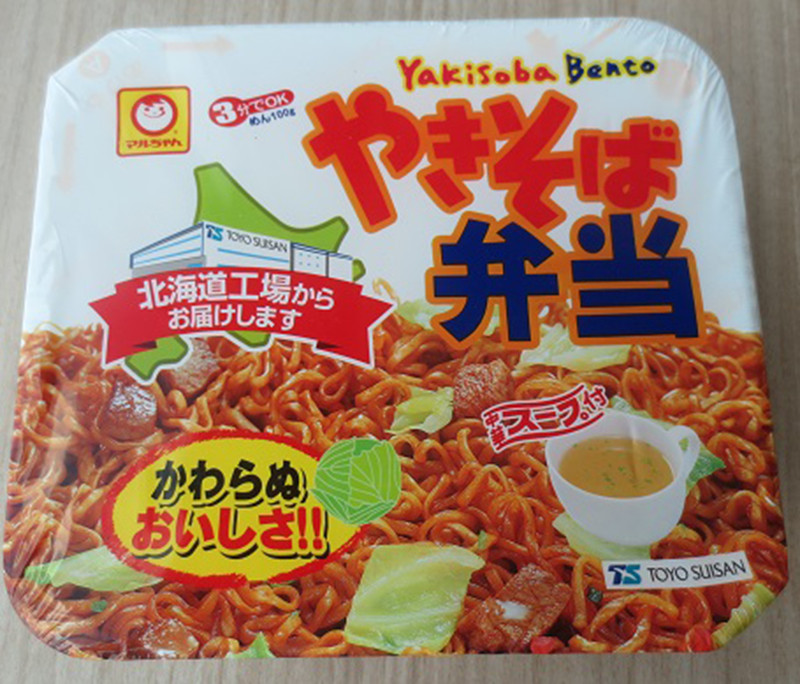 Yakisoba Bento
マルちゃん
3分でOK
めん100g
やきそば
弁当
TS TOYO SUISAN
北海道工場から
お届けします
中華スープ付
かわらぬ
おいしさ!!
TS TOYO SUISAN